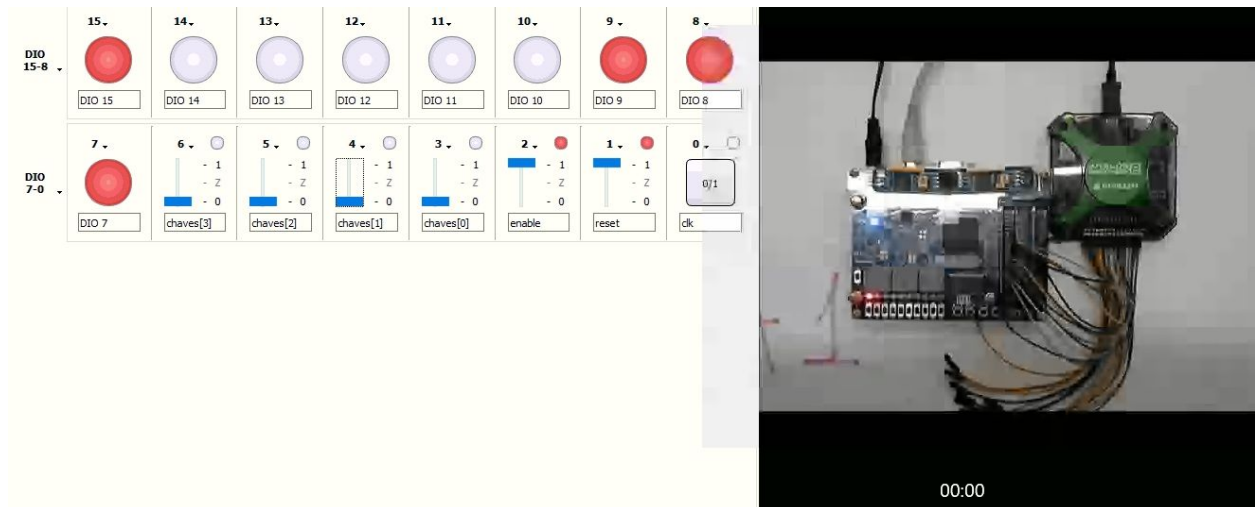 15 14 13 12 11 10 9 8
DIO 15-8
DIO 15 DIO 14 DIO 13 DIO 12 DIO 11 DIO 10 DIO 9 DIO 8
7 6 5 4 3 2 1 0
- 1 - 1 - 1 - 1 - 1 - 1
DIO 7-0
- Z - Z - Z - Z - Z - Z 0/1
- 0 - 0 - 0 - 0 - 0 - 0
DIO 7 chaves[3] chaves[2] chaves[1] chaves[0] enable reset clk
00:00